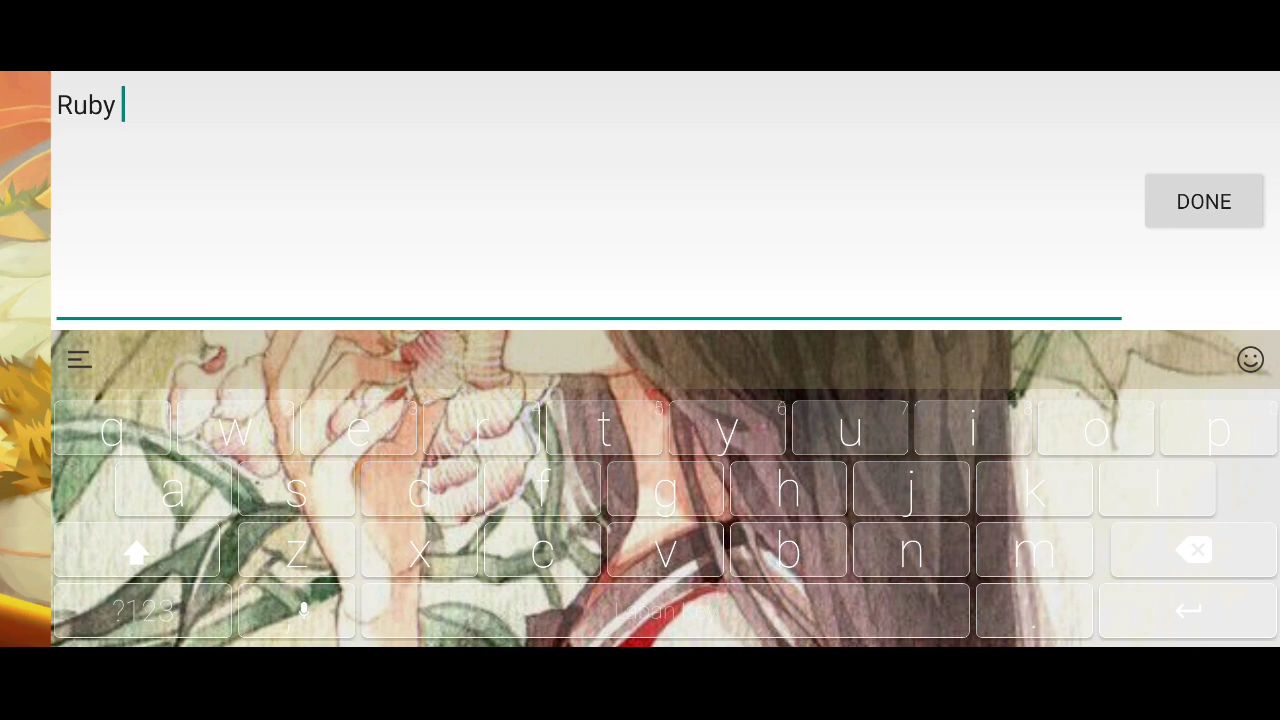 Ruby
DONE
q w e r t y u i o p
a s d f g h j k l
z x c v b n m
?123 , .